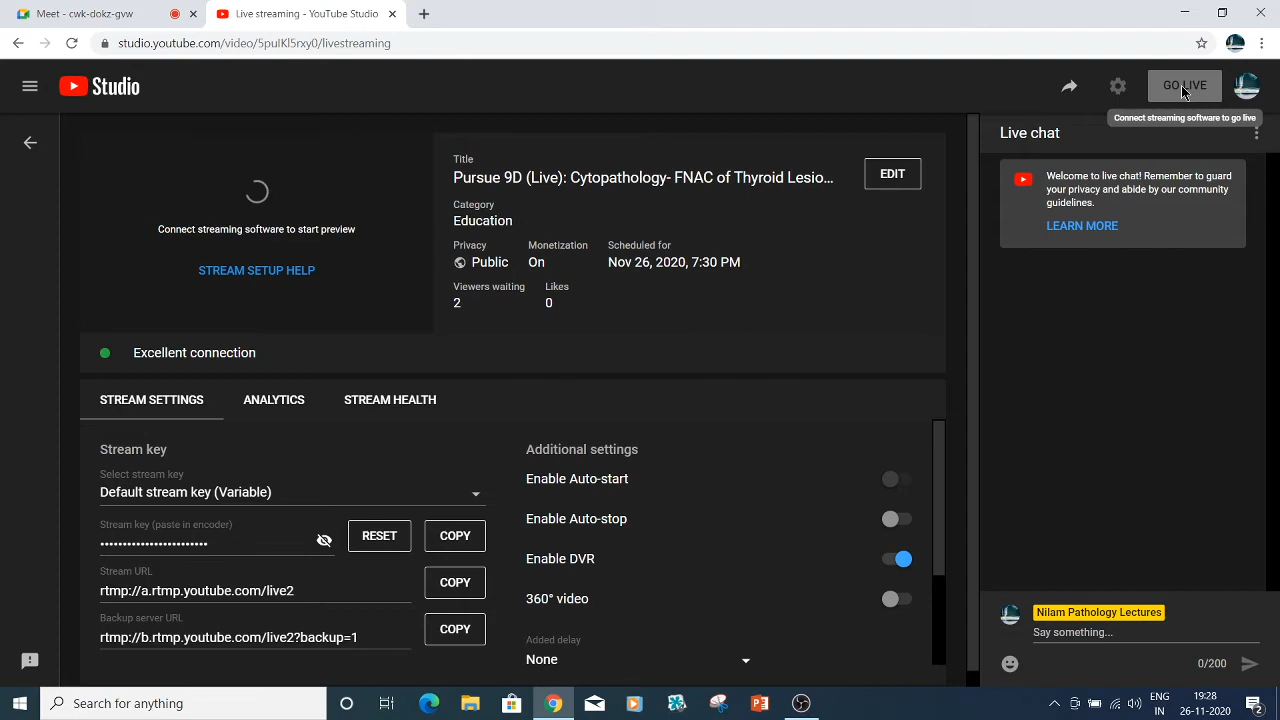 Meet - cwk-dokz-gvw
Live streaming - YouTube Studio
studio.youtube.com/video/5puIKl5rxy0/livestreaming
Studio
GO LIVE
Connect streaming software to go live
Live chat
Welcome to live chat! Remember to guard
your privacy and abide by our community
guidelines.
LEARN MORE
Connect streaming software to start preview
STREAM SETUP HELP
Title
Pursue 9D (Live): Cytopathology- FNAC of Thyroid Lesio...
EDIT
Category
Education
Privacy
Monetization
Scheduled for
Public
On
Nov 26, 2020, 7:30 PM
Viewers waiting
Likes
2
0
Excellent connection
STREAM SETTINGS
ANALYTICS
STREAM HEALTH
Stream key
Select stream key
Default stream key (Variable)
Stream key (paste in encoder)
••••••••••••••••••••••••
RESET
COPY
Stream URL
rtmp://a.rtmp.youtube.com/live2
COPY
Backup server URL
rtmp://b.rtmp.youtube.com/live2?backup=1
COPY
Additional settings
Enable Auto-start
Enable Auto-stop
Enable DVR
360° video
Added delay
None
Nilam Pathology Lectures
Say something...
0/200
Search for anything
ENG
IN
19:28
26-11-2020
2